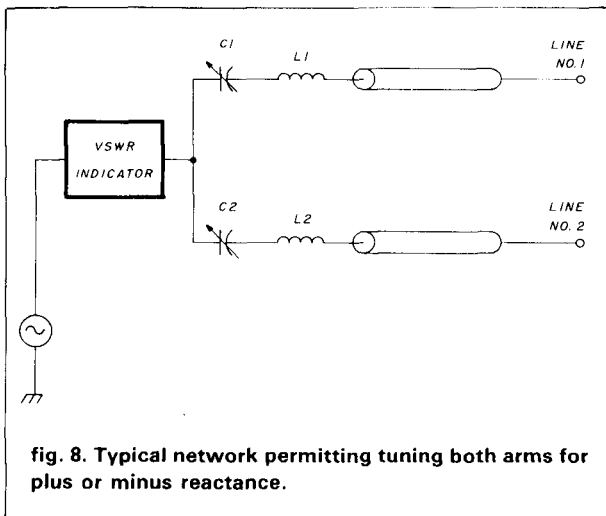 C1
L1
LINE
NO. 1
VSWR
INDICATOR
C2
L2
LINE
NO. 2
fig. 8. Typical network permitting tuning both arms for
plus or minus reactance.